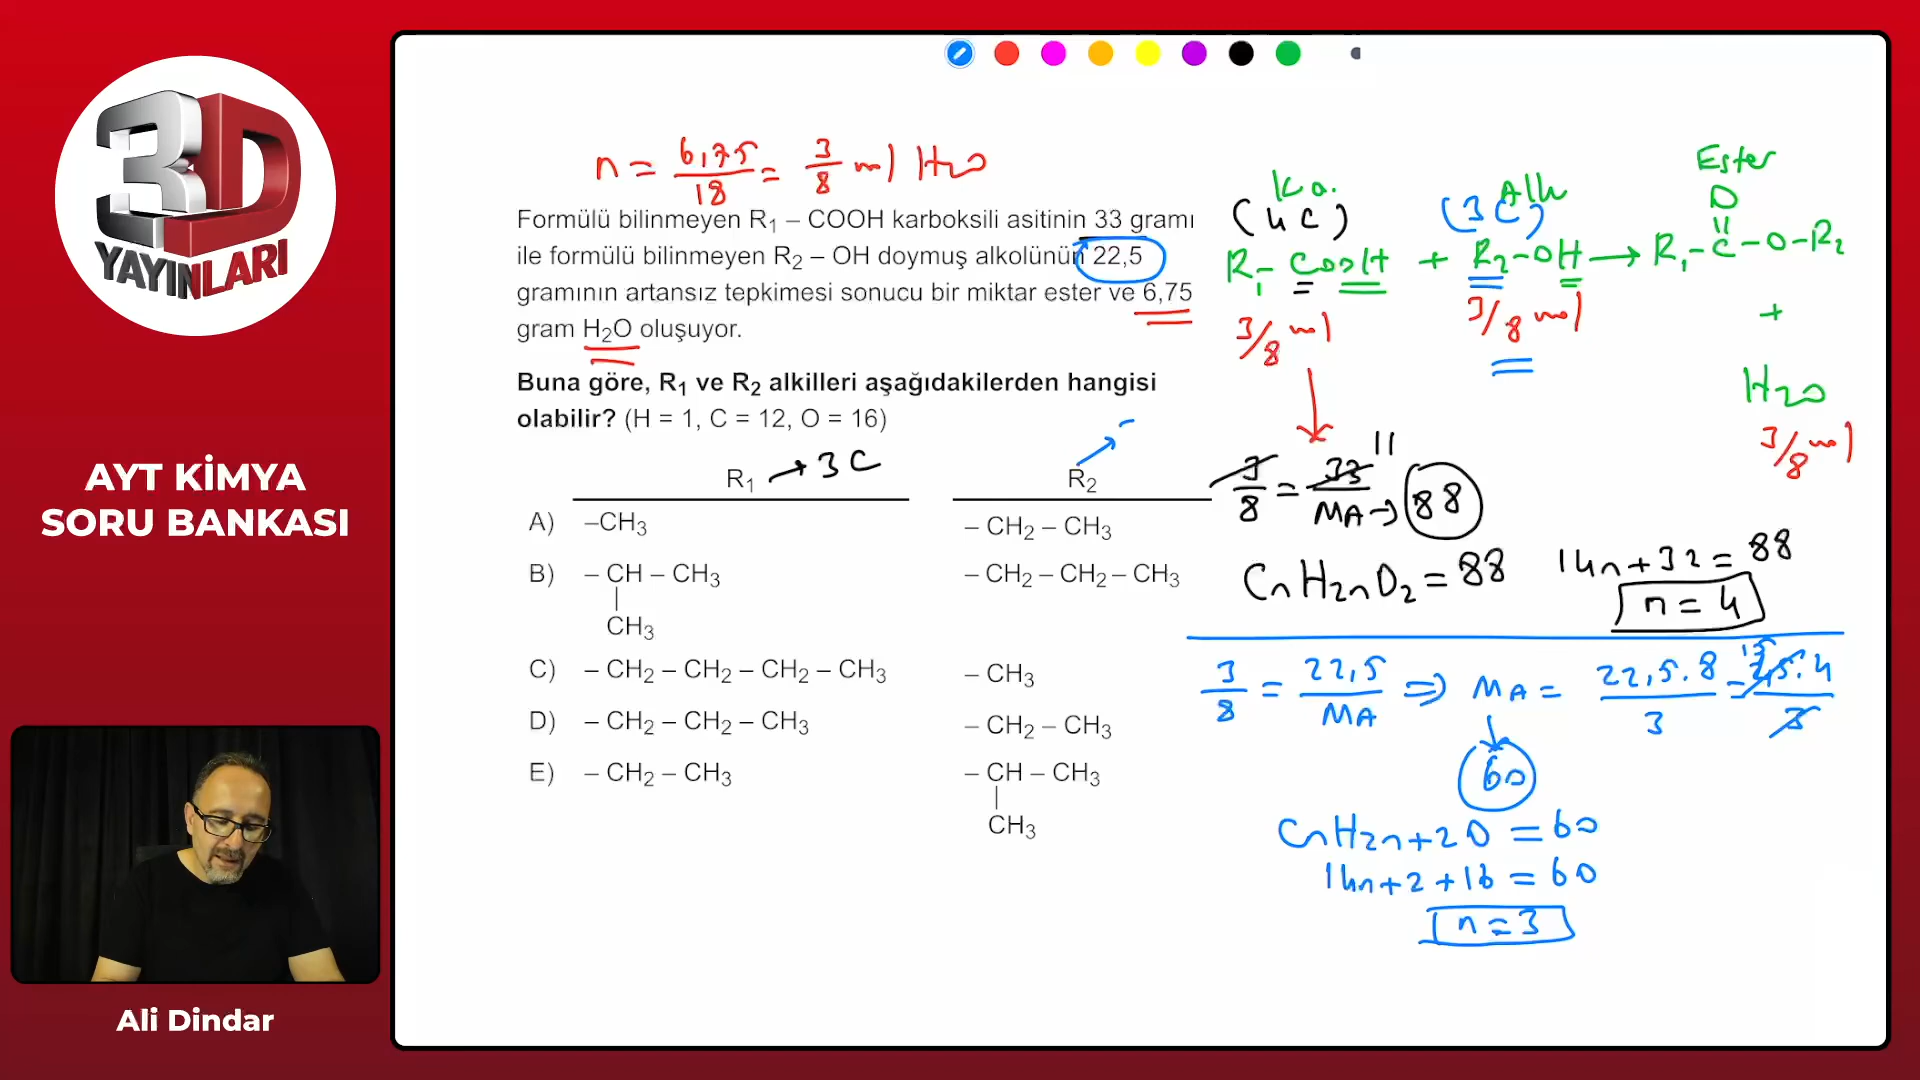 3D
YAYINLARI
AYT KİMYA
SORU BANKASI
Ali Dindar
n = 6,75/18 = 3/8 mol H2O
Formülü bilinmeyen R₁ – COOH karboksili asitinin 33 gramı
ile formülü bilinmeyen R₂ – OH doymuş alkolünün 22,5
gramının artansız tepkimesi sonucu bir miktar ester ve 6,75
gram H₂O oluşuyor.
Buna göre, R₁ ve R₂ alkilleri aşağıdakilerden hangisi
olabilir? (H = 1, C = 12, O = 16)
R₁ → 3C
R₂
A) –CH₃ – CH₂ – CH₃
B) – CH – CH₃ – CH₂ – CH₂ – CH₃
|
CH₃
C) – CH₂ – CH₂ – CH₂ – CH₃ – CH₃
D) – CH₂ – CH₂ – CH₃ – CH₂ – CH₃
E) – CH₂ – CH₃ – CH – CH₃
|
CH₃
K.a. Alk Ester
(4C) (3C) O
R₁-COOH + R₂-OH → R₁-C-O-R₂
3/8 mol 3/8 mol +
H2O
3/8 mol
3/8 = 33/MA → 88
11
CnH2nO2 = 88
14n+32=88
n = 4
3/8 = 22,5/MA ⇒ MA = 22,5.8/3
60
CnH2n+2O = 60
14n+2+16 = 60
n=3